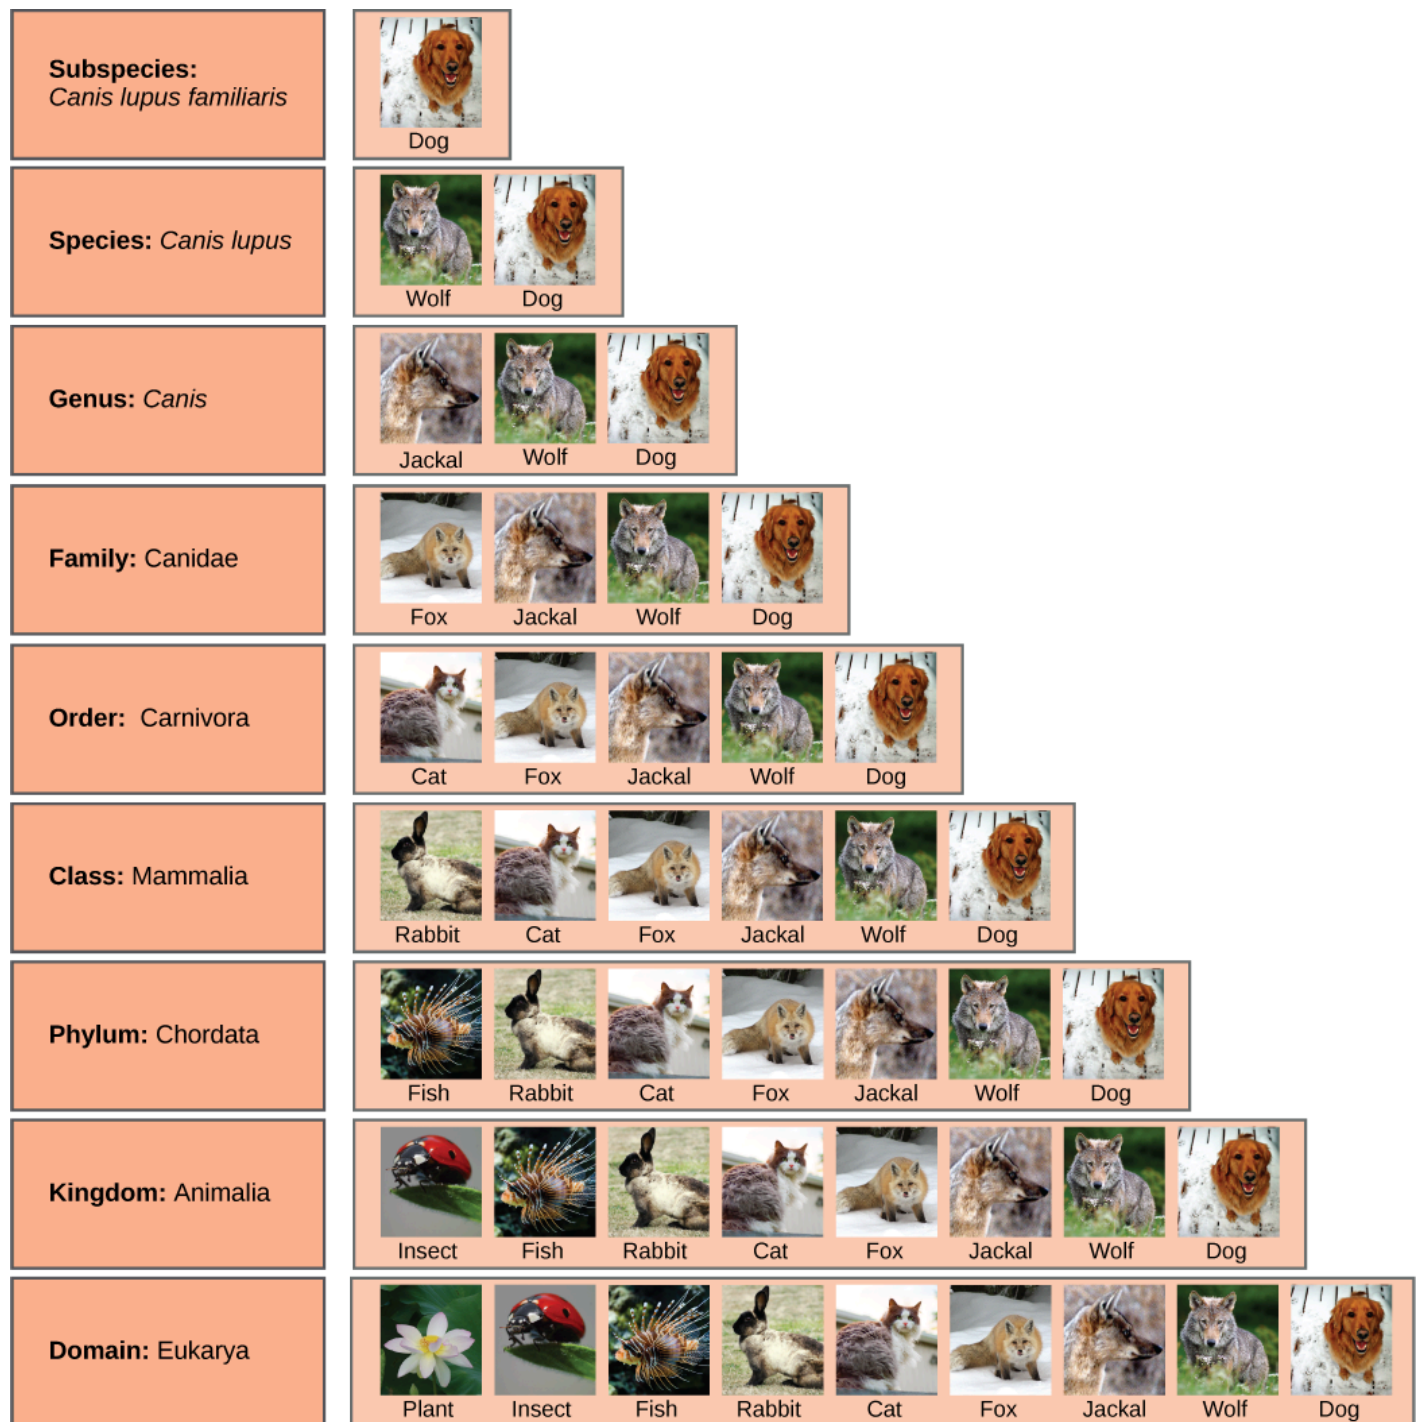 Subspecies:
Canis lupus familiaris
Dog
Species: Canis lupus
Wolf Dog
Genus: Canis
Jackal Wolf Dog
Family: Canidae
Fox Jackal Wolf Dog
Order: Carnivora
Cat Fox Jackal Wolf Dog
Class: Mammalia
Rabbit Cat Fox Jackal Wolf Dog
Phylum: Chordata
Fish Rabbit Cat Fox Jackal Wolf Dog
Kingdom: Animalia
Insect Fish Rabbit Cat Fox Jackal Wolf Dog
Domain: Eukarya
Plant Insect Fish Rabbit Cat Fox Jackal Wolf Dog